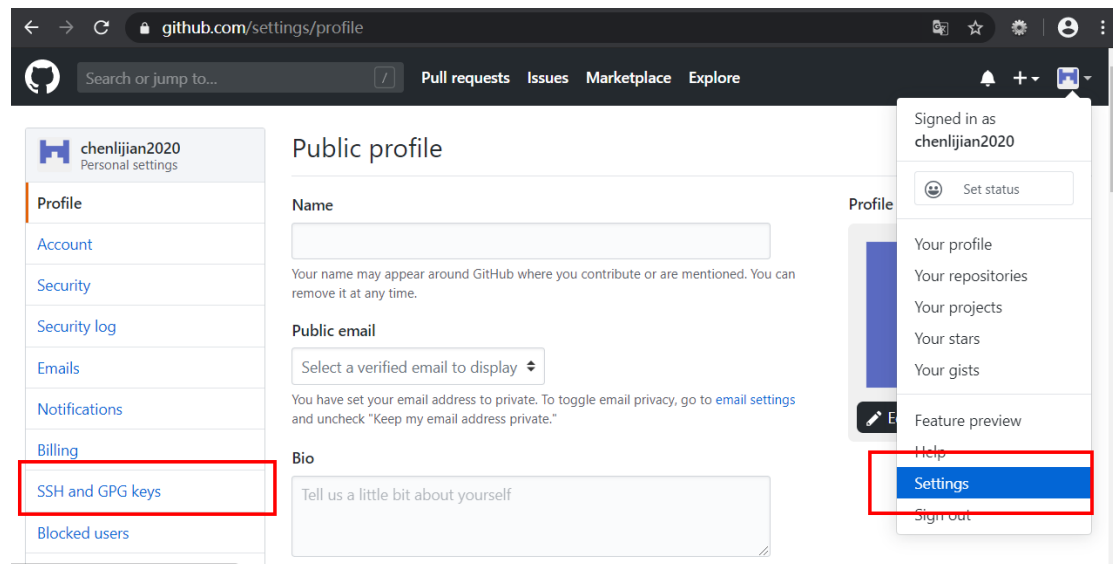 github.com/settings/profile
Search or jump to...
/
Pull requests Issues Marketplace Explore
chenlijian2020
Personal settings
Profile
Account
Security
Security log
Emails
Notifications
Billing
SSH and GPG keys
Blocked users
Public profile
Name
Your name may appear around GitHub where you contribute or are mentioned. You can
remove it at any time.
Public email
Select a verified email to display
You have set your email address to private. To toggle email privacy, go to email settings
and uncheck "Keep my email address private."
Bio
Tell us a little bit about yourself
Profile
E
Signed in as
chenlijian2020
Set status
Your profile
Your repositories
Your projects
Your stars
Your gists
Feature preview
Help
Settings
Sign out